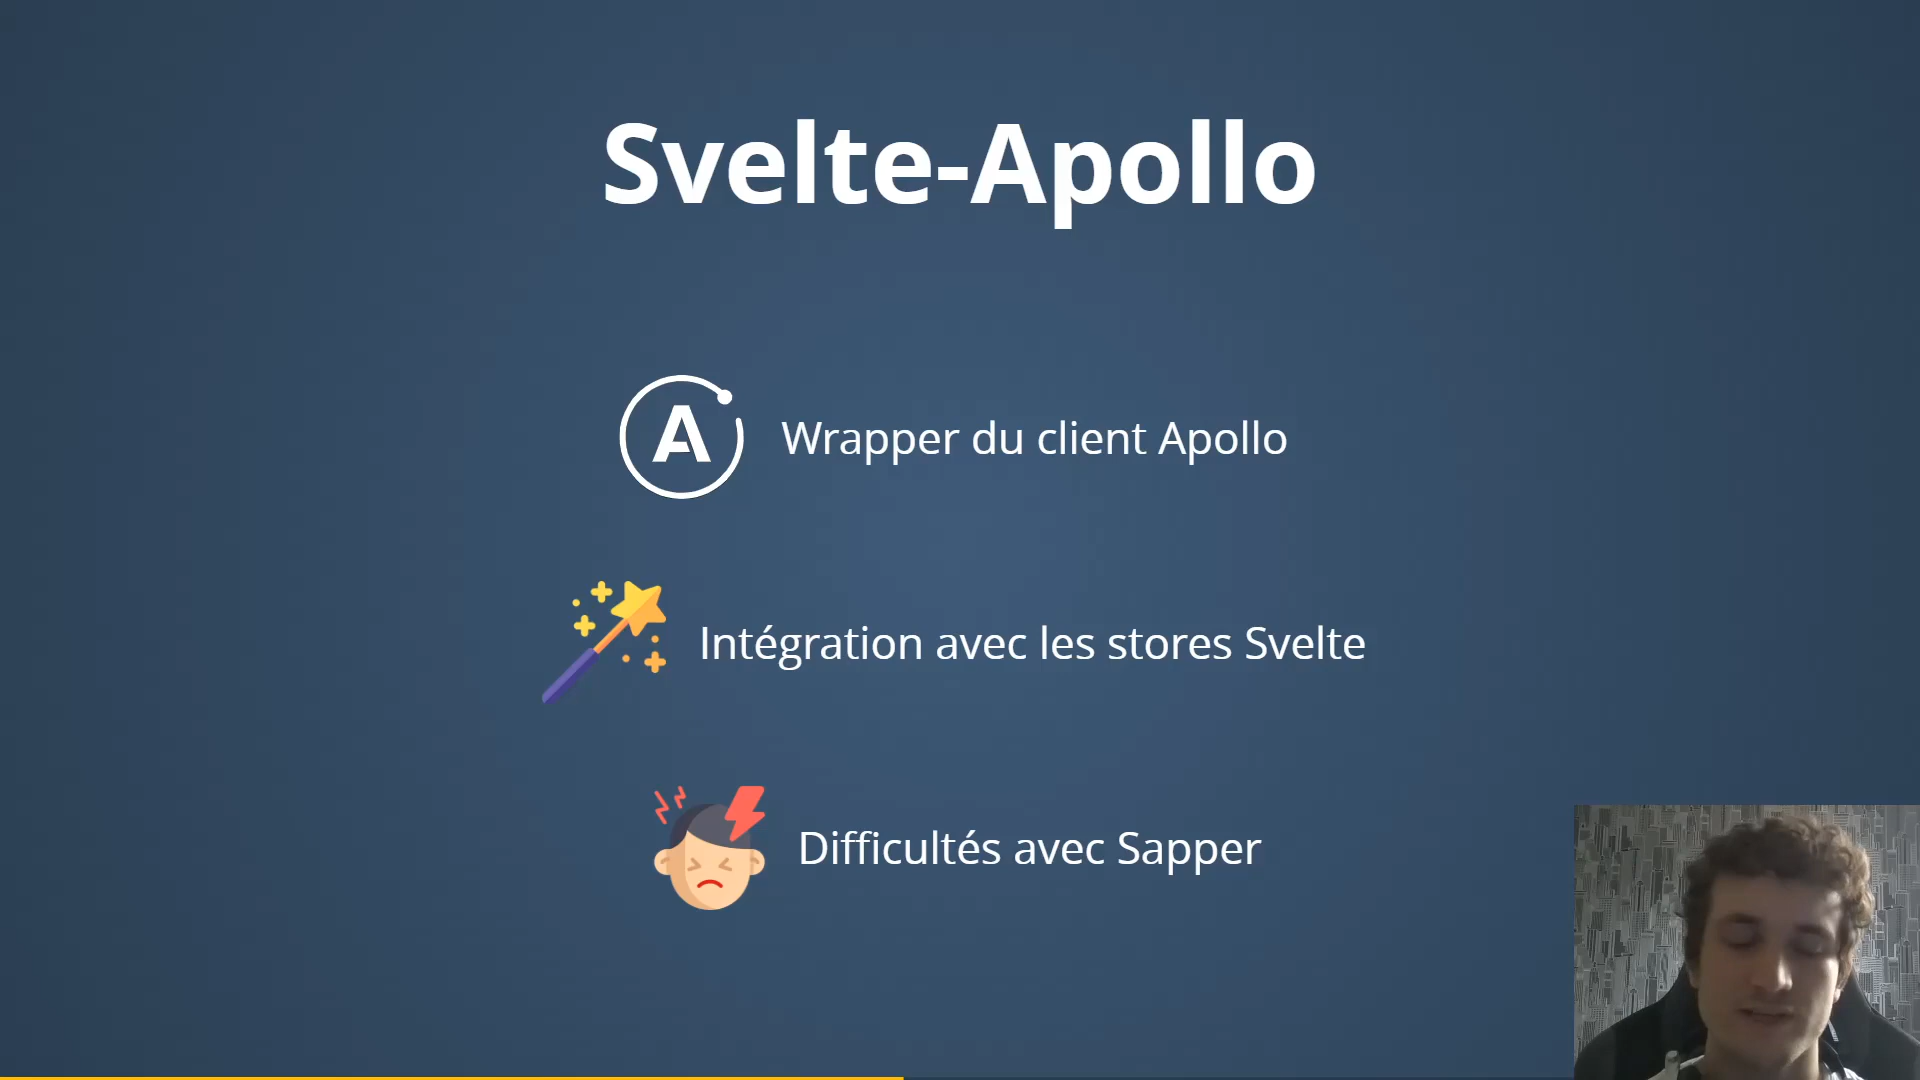 Svelte-Apollo
A
Wrapper du client Apollo
Intégration avec les stores Svelte
Difficultés avec Sapper